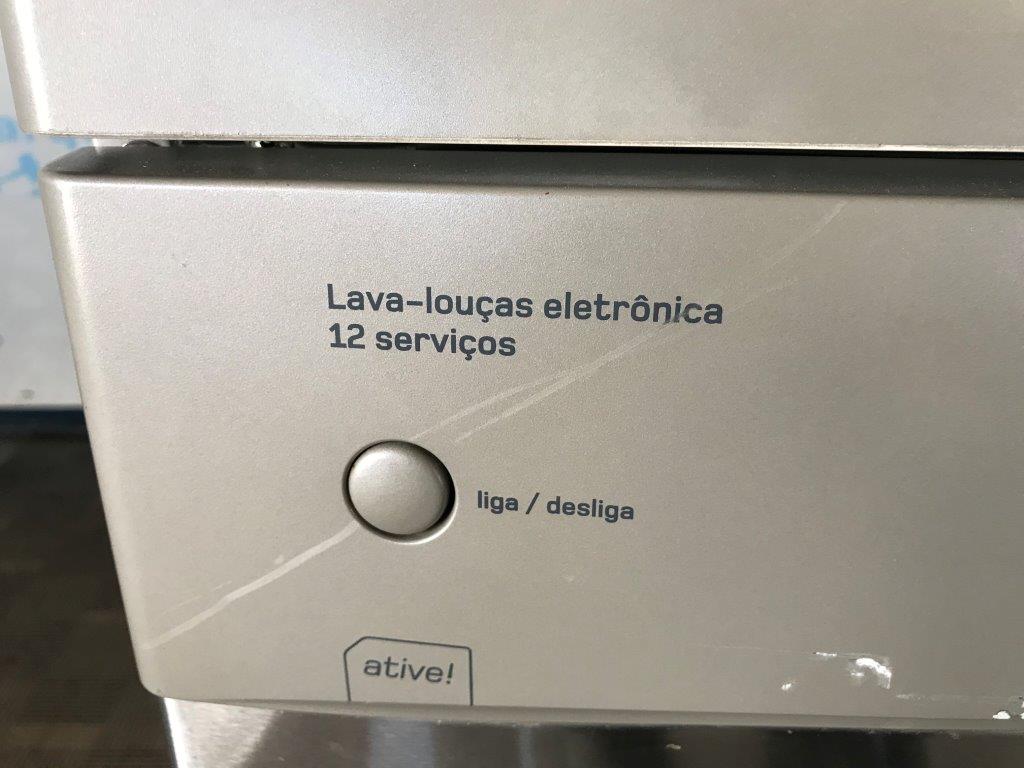 Lava-louças eletrônica
12 serviços
liga / desliga
ative!